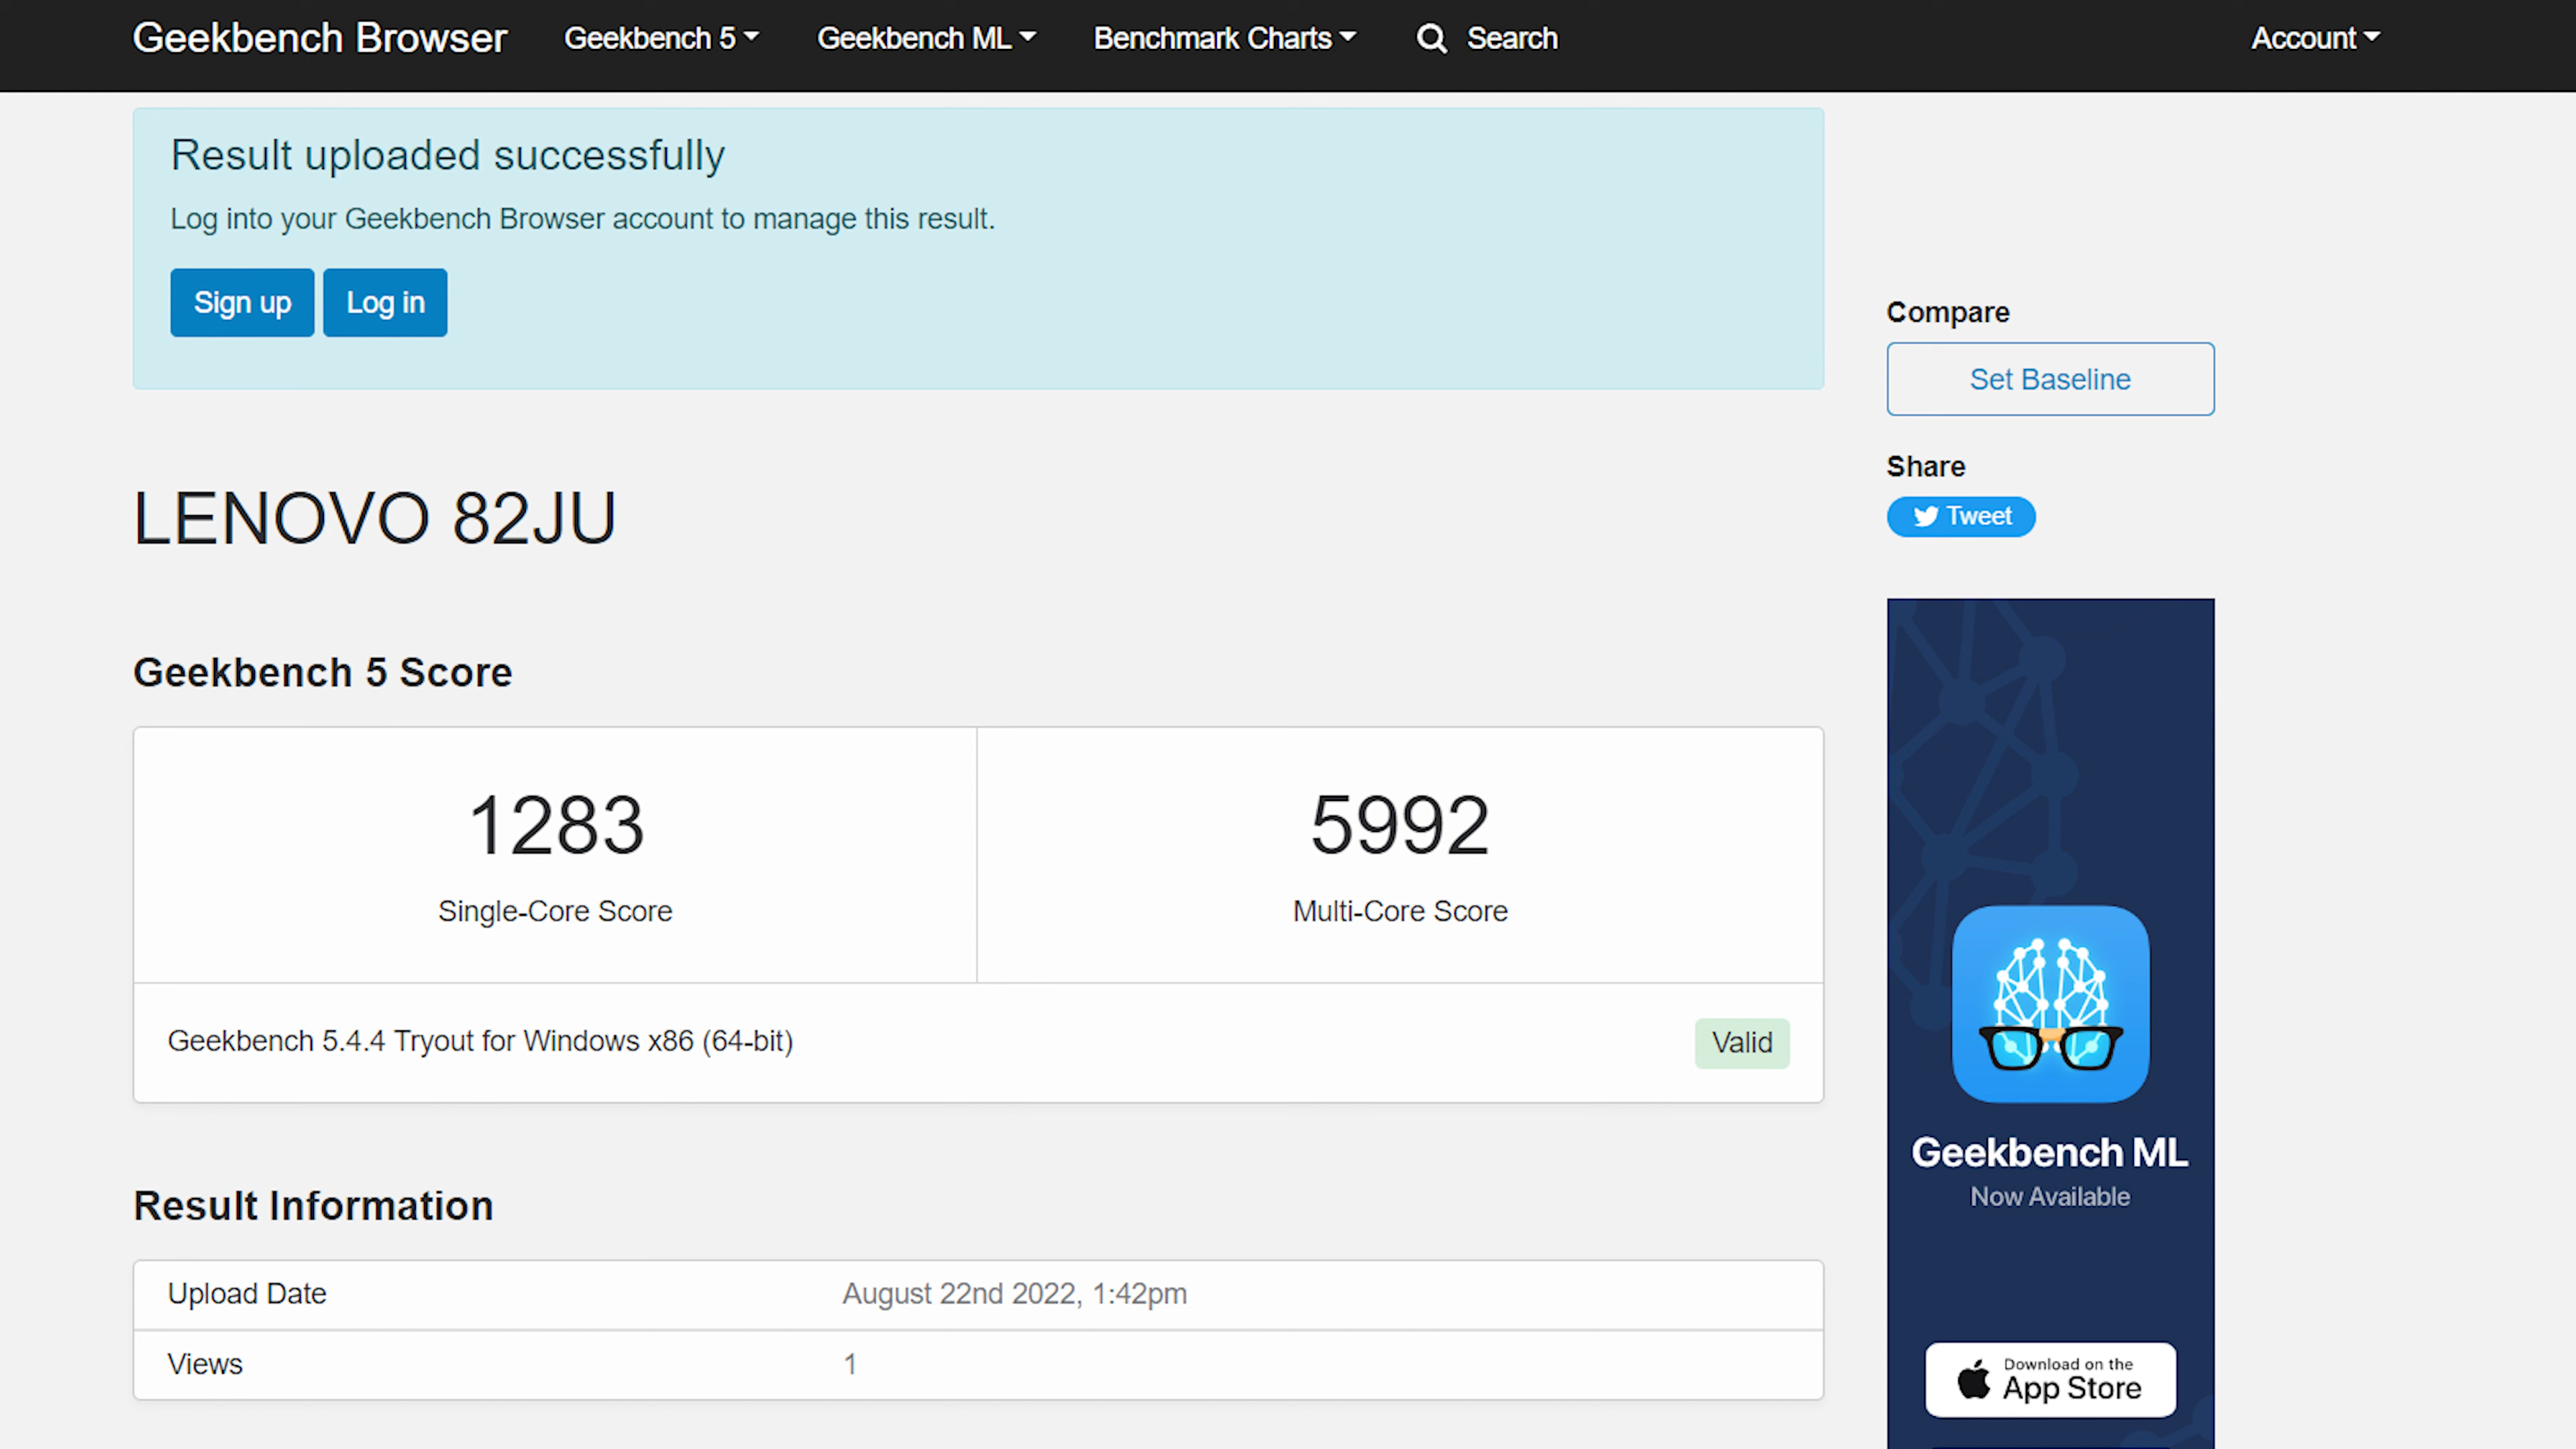 Geekbench Browser Geekbench 5 Geekbench ML Benchmark Charts Search Account
Result uploaded successfully
Log into your Geekbench Browser account to manage this result.
Sign up Log in
Compare
Set Baseline
Share
Tweet
LENOVO 82JU
Geekbench 5 Score
1283 5992
Single-Core Score Multi-Core Score
Geekbench 5.4.4 Tryout for Windows x86 (64-bit) Valid
Result Information
Upload Date August 22nd 2022, 1:42pm
Views 1
Geekbench ML
Now Available
Download on the
App Store